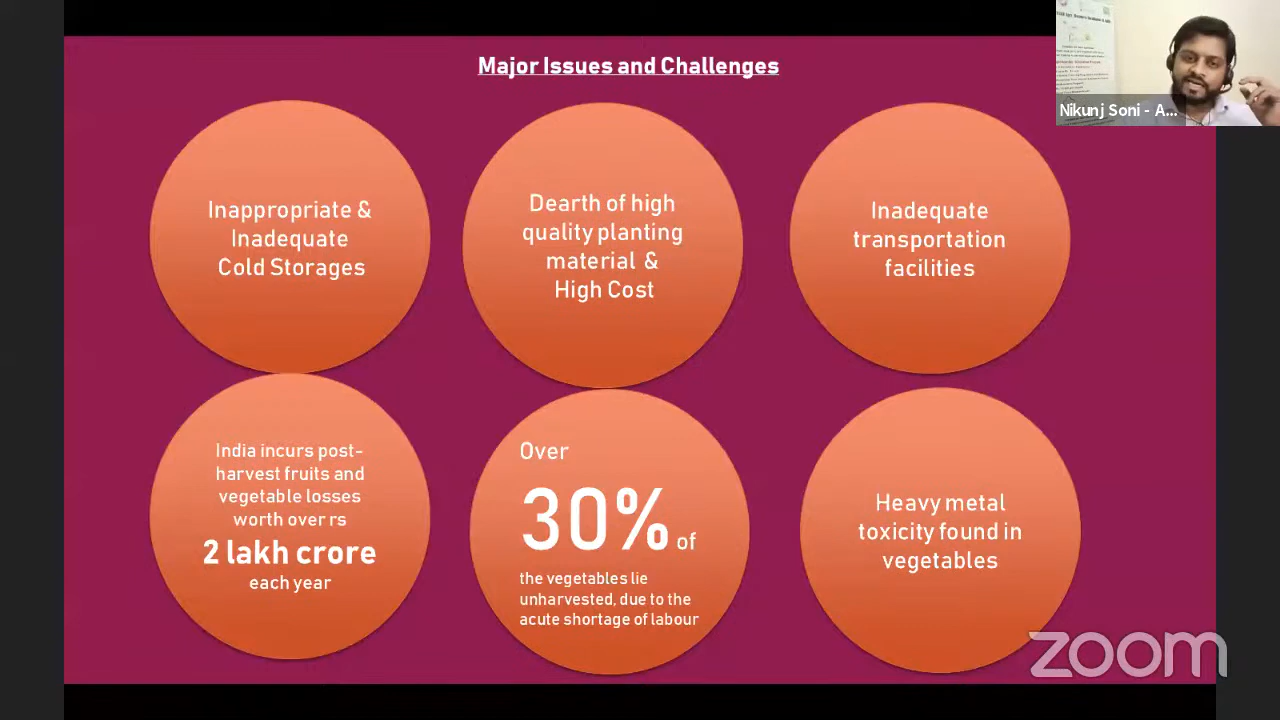 Major Issues and Challenges
Nikunj Soni - A...
Inappropriate &
Inadequate
Cold Storages
Dearth of high
quality planting
material &
High Cost
Inadequate
transportation
facilities
India incurs post-
harvest fruits and
vegetable losses
worth over rs
2 lakh crore
each year
Over
30% of
the vegetables lie
unharvested, due to the
acute shortage of labour
Heavy metal
toxicity found in
vegetables
zoom